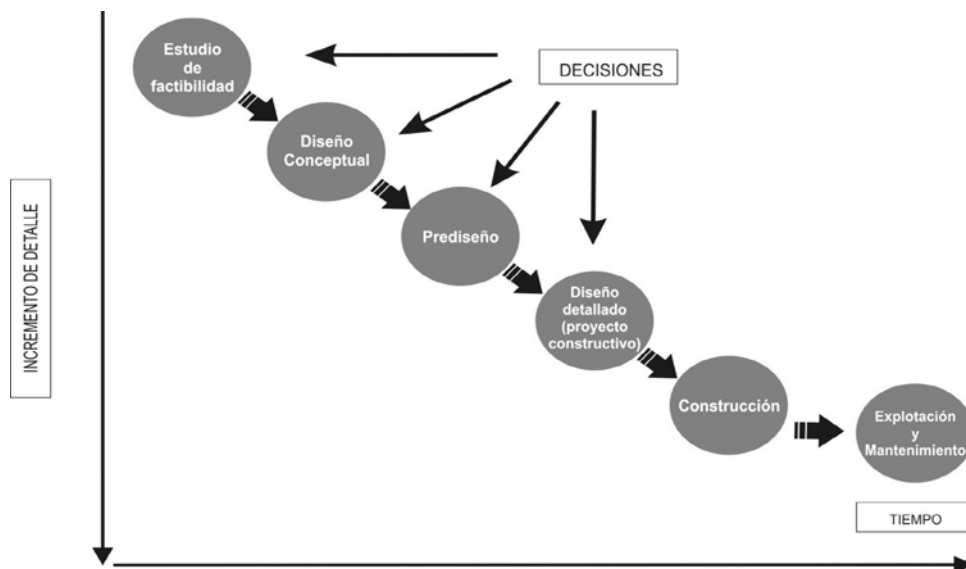 Estudio
de
factibilidad
DECISIONES
Diseño
Conceptual
Prediseño
INCREMENTO DE DETALLE
Diseño
detallado
(proyecto
constructivo)
Construcción
Explotación
y
Mantenimiento
TIEMPO